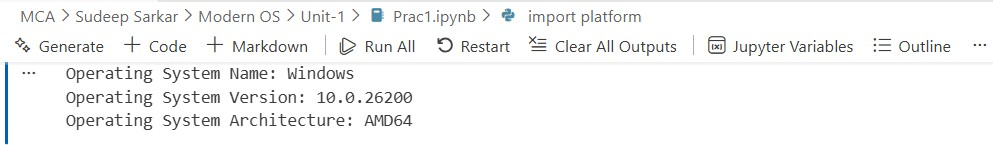 MCA > Sudeep Sarkar > Modern OS > Unit-1 > Prac1.ipynb > import platform
Generate + Code + Markdown | Run All Restart Clear All Outputs | Jupyter Variables Outline ...
... Operating System Name: Windows
Operating System Version: 10.0.26200
Operating System Architecture: AMD64